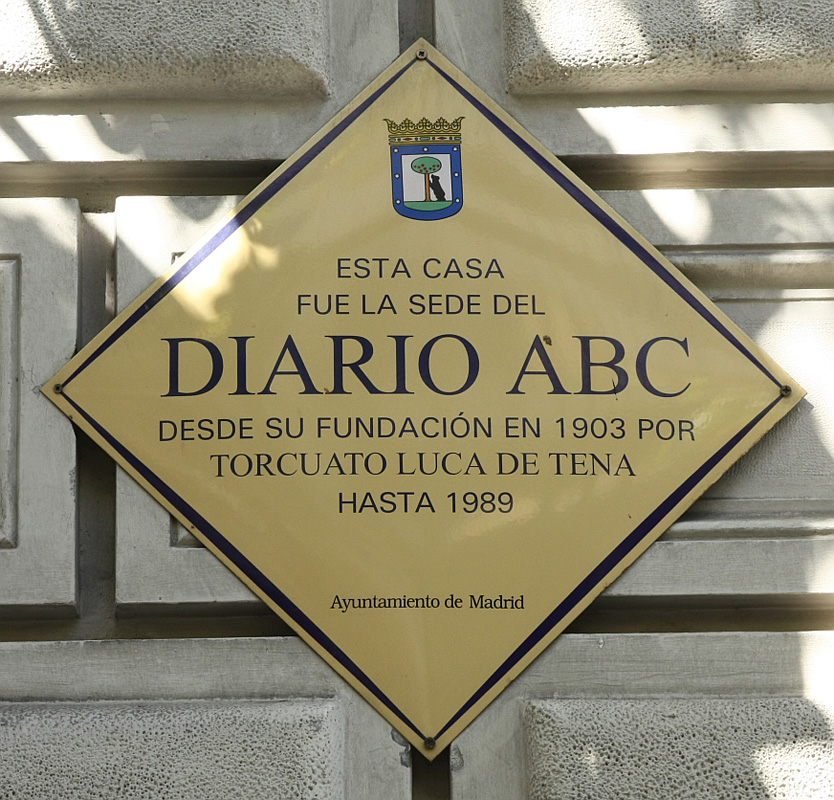 ESTA CASA
FUE LA SEDE DEL
DIARIO ABC
DESDE SU FUNDACIÓN EN 1903 POR
TORCUATO LUCA DE TENA
HASTA 1989
Ayuntamiento de Madrid